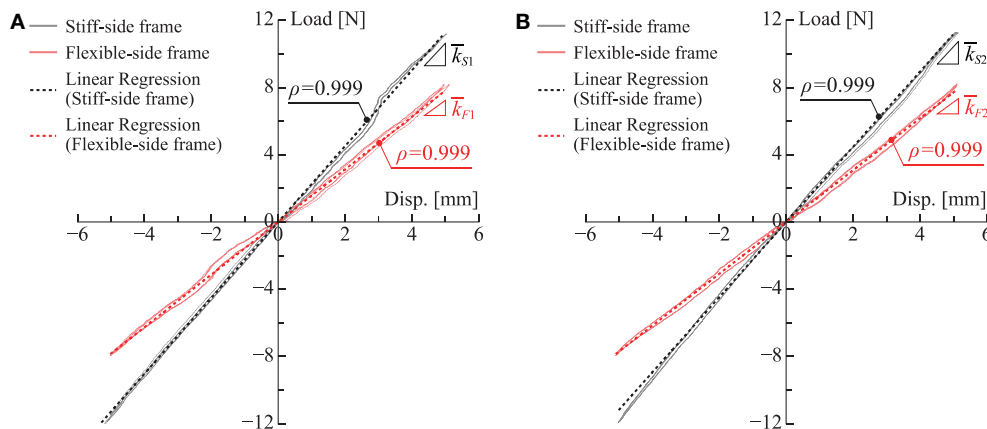 A
Stiff-side frame
Flexible-side frame
Linear Regression
(Stiff-side frame)
Linear Regression
(Flexible-side frame)
Load [N]
12
8
4
0
−4
−8
−12
−6
−4
−2
0
2
4
6
Disp. [mm]
ρ=0.999
ρ=0.999
k̅S1
k̅F1
B
Stiff-side frame
Flexible-side frame
Linear Regression
(Stiff-side frame)
Linear Regression
(Flexible-side frame)
Load [N]
12
8
4
0
−4
−8
−12
−6
−4
−2
0
2
4
6
Disp. [mm]
ρ=0.999
ρ=0.999
k̅S2
k̅F2